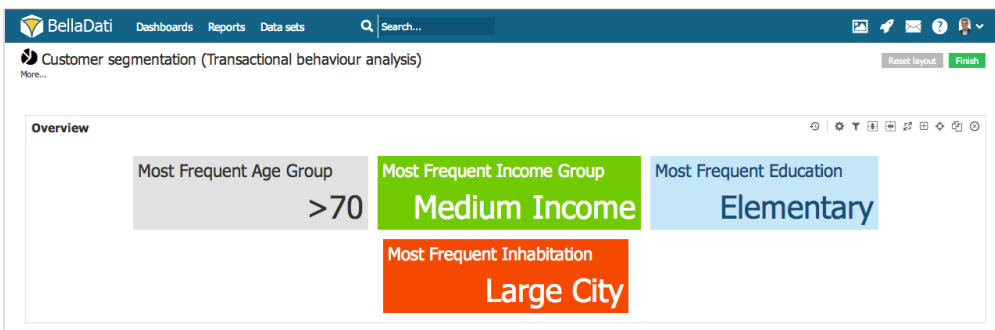 BellaDati Dashboards Reports Data sets Search...
Customer segmentation (Transactional behaviour analysis) Reset layout Finish
More...
Overview
Most Frequent Age Group
>70
Most Frequent Income Group
Medium Income
Most Frequent Education
Elementary
Most Frequent Inhabitation
Large City